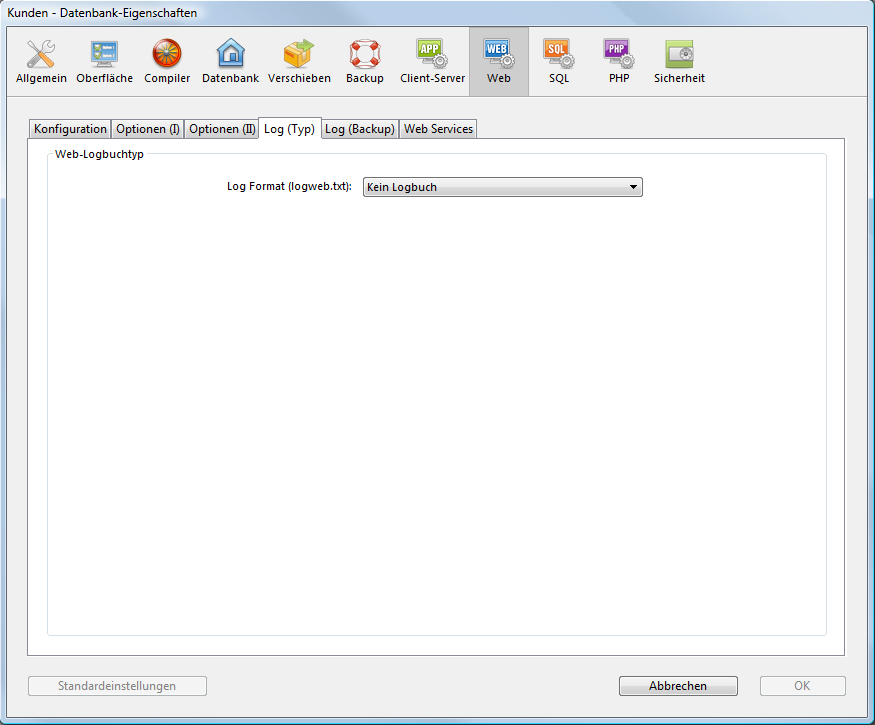 Kunden - Datenbank-Eigenschaften
APP WEB SQL PHP
Allgemein Oberfläche Compiler Datenbank Verschieben Backup Client-Server Web SQL PHP Sicherheit
Konfiguration Optionen (I) Optionen (II) Log (Typ) Log (Backup) Web Services
Web-Logbuchtyp
Log Format (logweb.txt): Kein Logbuch
Standardeinstellungen Abbrechen OK